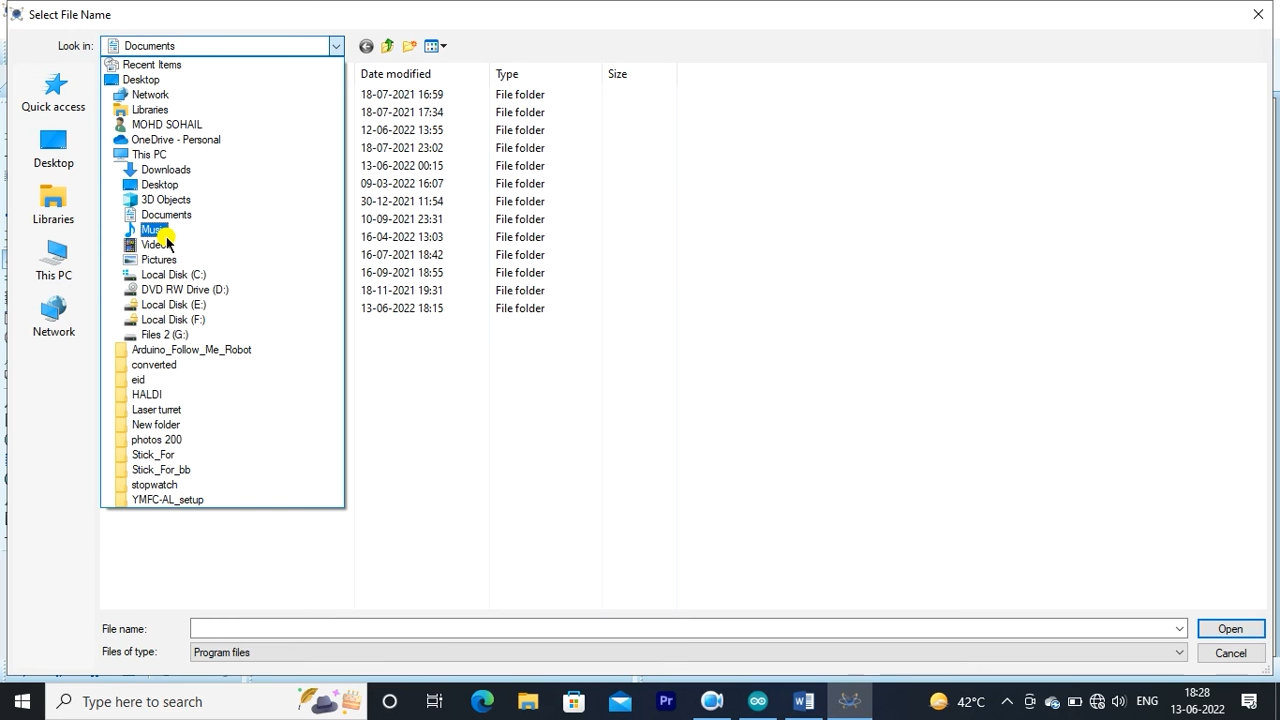 Select File Name
Look in:
Documents
Recent Items
Desktop
Network
Libraries
MOHD SOHAIL
OneDrive - Personal
This PC
Downloads
Desktop
3D Objects
Documents
Music
Videos
Pictures
Local Disk (C:)
DVD RW Drive (D:)
Local Disk (E:)
Local Disk (F:)
Files 2 (G:)
Arduino_Follow_Me_Robot
converted
eid
HALDI
Laser turret
New folder
photos 200
Stick_For
Stick_For_bb
stopwatch
YMFC-AL_setup
Quick access
Desktop
Libraries
This PC
Network
Date modified Type Size
18-07-2021 16:59 File folder
18-07-2021 17:34 File folder
12-06-2022 13:55 File folder
18-07-2021 23:02 File folder
13-06-2022 00:15 File folder
09-03-2022 16:07 File folder
30-12-2021 11:54 File folder
10-09-2021 23:31 File folder
16-04-2022 13:03 File folder
16-07-2021 18:42 File folder
16-09-2021 18:55 File folder
18-11-2021 19:31 File folder
13-06-2022 18:15 File folder
File name:
Open
Files of type: Program files
Cancel
Type here to search
Pr
W
42°C
ENG
18:28
13-06-2022